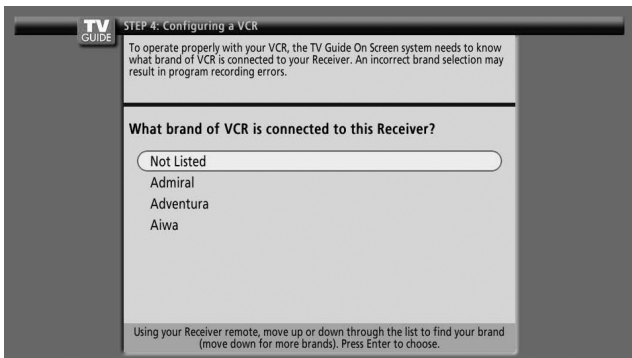 TV
GUIDE
STEP 4: Configuring a VCR
To operate properly with your VCR, the TV Guide On Screen system needs to know
what brand of VCR is connected to your Receiver. An incorrect brand selection may
result in program recording errors.
What brand of VCR is connected to this Receiver?
Not Listed
Admiral
Adventura
Aiwa
Using your Receiver remote, move up or down through the list to find your brand
(move down for more brands). Press Enter to choose.